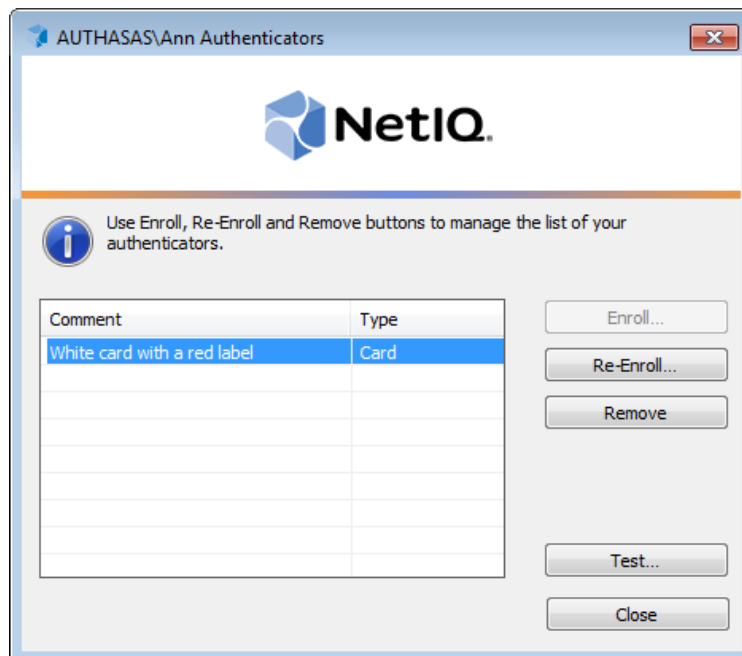 AUTHASAS\Ann Authenticators
NetIQ.
Use Enroll, Re-Enroll and Remove buttons to manage the list of your
authenticators.
Comment Type
White card with a red label Card
Enroll...
Re-Enroll...
Remove
Test...
Close